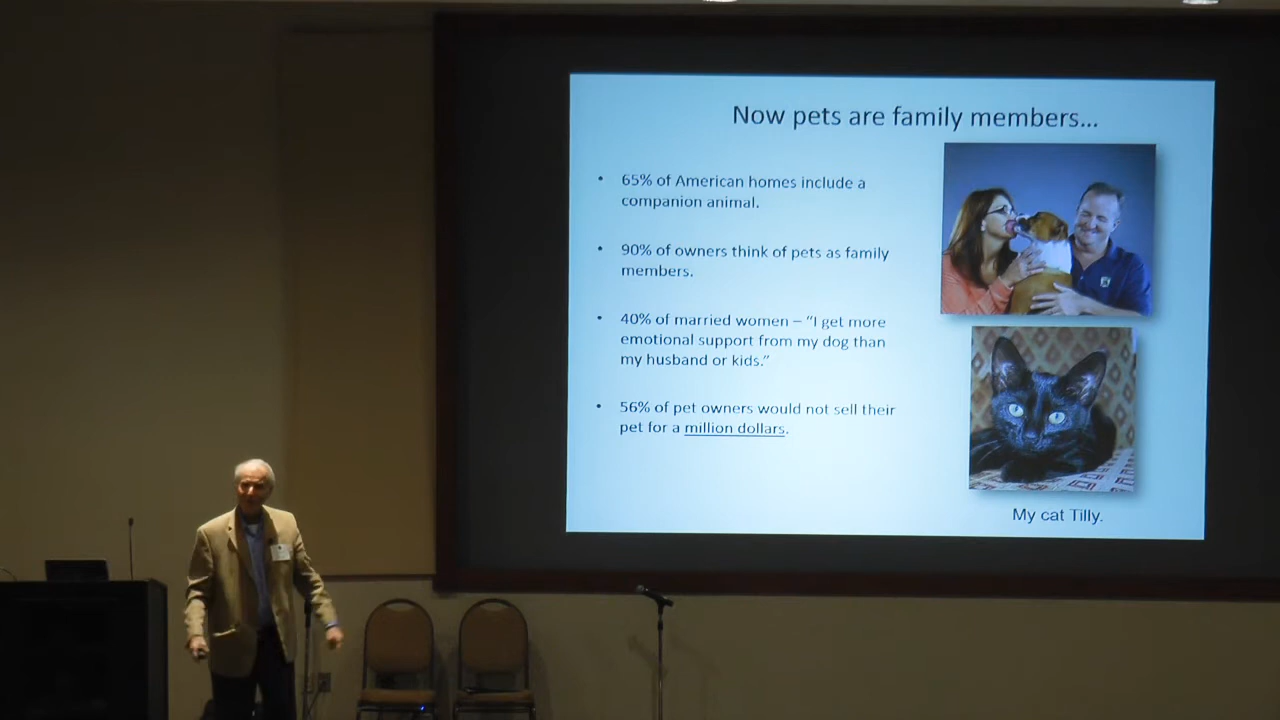 Now pets are family members...
• 65% of American homes include a
companion animal.
• 90% of owners think of pets as family
members.
• 40% of married women – “I get more
emotional support from my dog than
my husband or kids.”
• 56% of pet owners would not sell their
pet for a million dollars.
My cat Tilly.